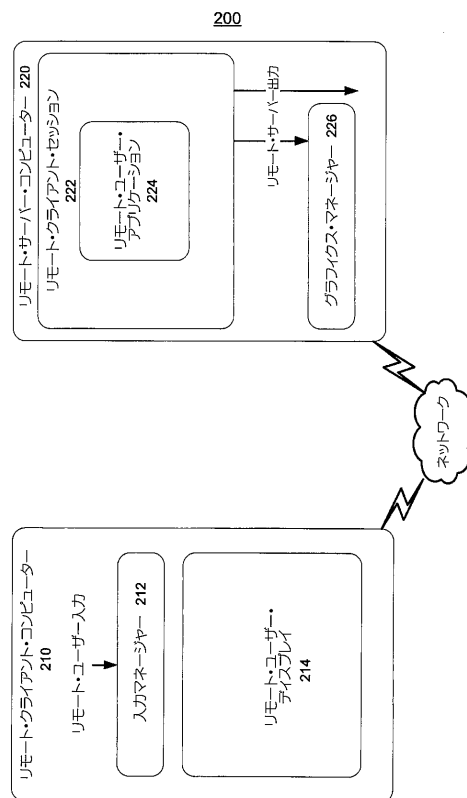 200
リモート・クライアント・コンピューター
210
リモート・ユーザー入力
入力マネージャー 212
リモート・ユーザー・
ディスプレイ
214
ネットワーク
リモート・サーバー・コンピューター 220
リモート・クライアント・セッション
222
リモート・ユーザー・
アプリケーション
224
リモート・サーバー出力
グラフィクス・マネージャー 226